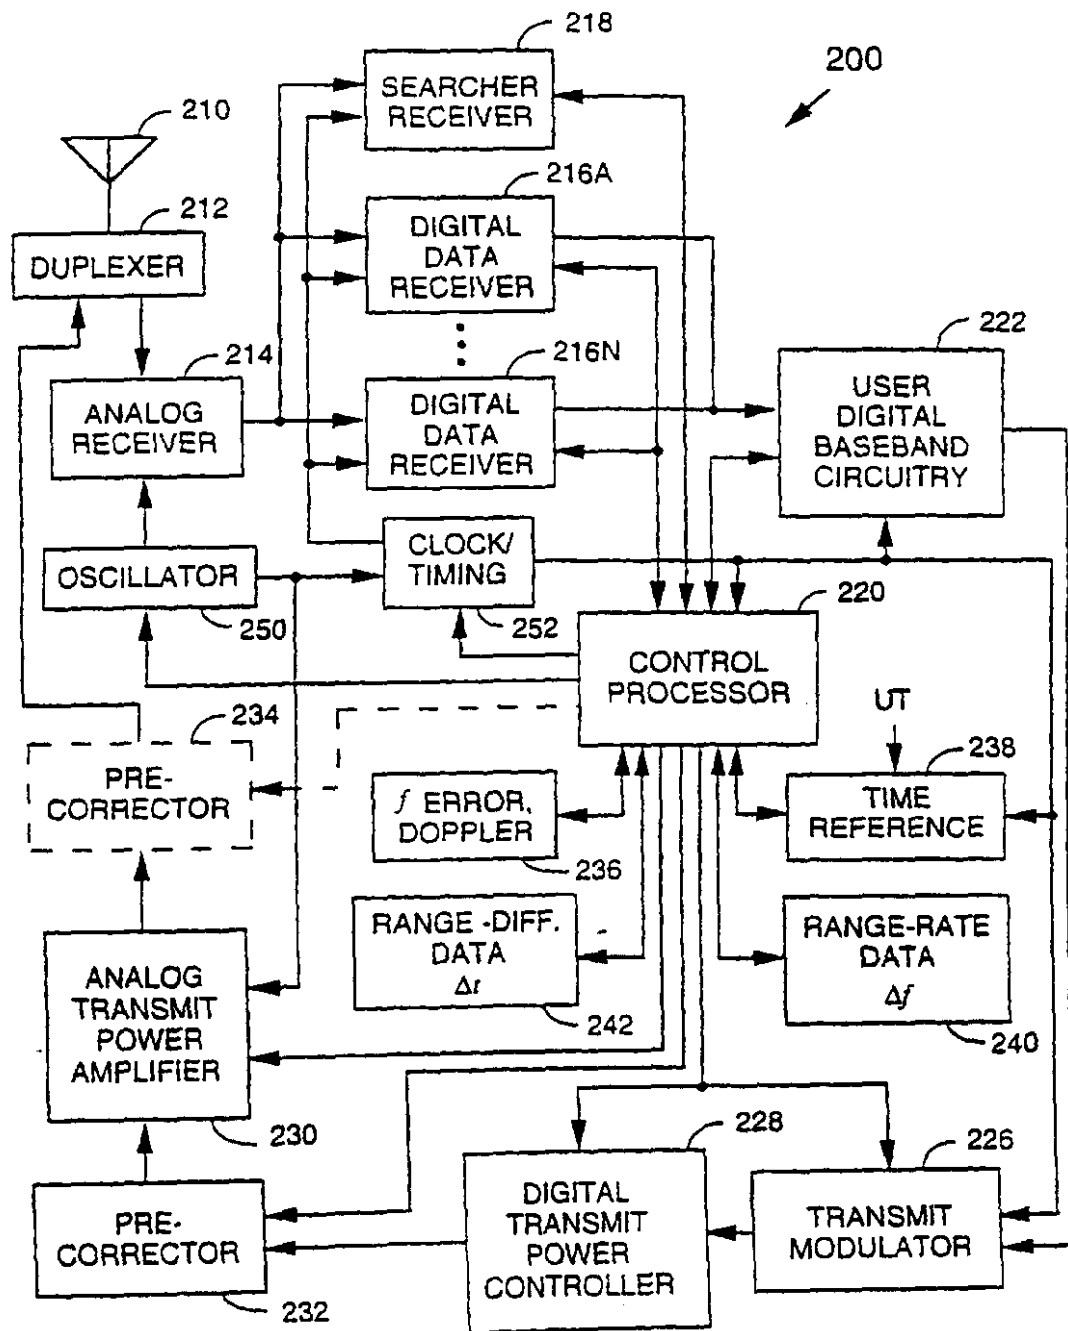 218
200
SEARCHER
RECEIVER
210
216A
212
DIGITAL
DATA
RECEIVER
DUPLEXER
222
214
216N
USER
DIGITAL
BASEBAND
CIRCUITRY
ANALOG
RECEIVER
DIGITAL
DATA
RECEIVER
CLOCK/
TIMING
OSCILLATOR
220
250
252
CONTROL
PROCESSOR
UT
234
238
PRE-
CORRECTOR
f ERROR,
DOPPLER
TIME
REFERENCE
236
RANGE -DIFF.
DATA
Δr
RANGE-RATE
DATA
Δf
ANALOG
TRANSMIT
POWER
AMPLIFIER
242
240
230
228
226
PRE-
CORRECTOR
DIGITAL
TRANSMIT
POWER
CONTROLLER
TRANSMIT
MODULATOR
232